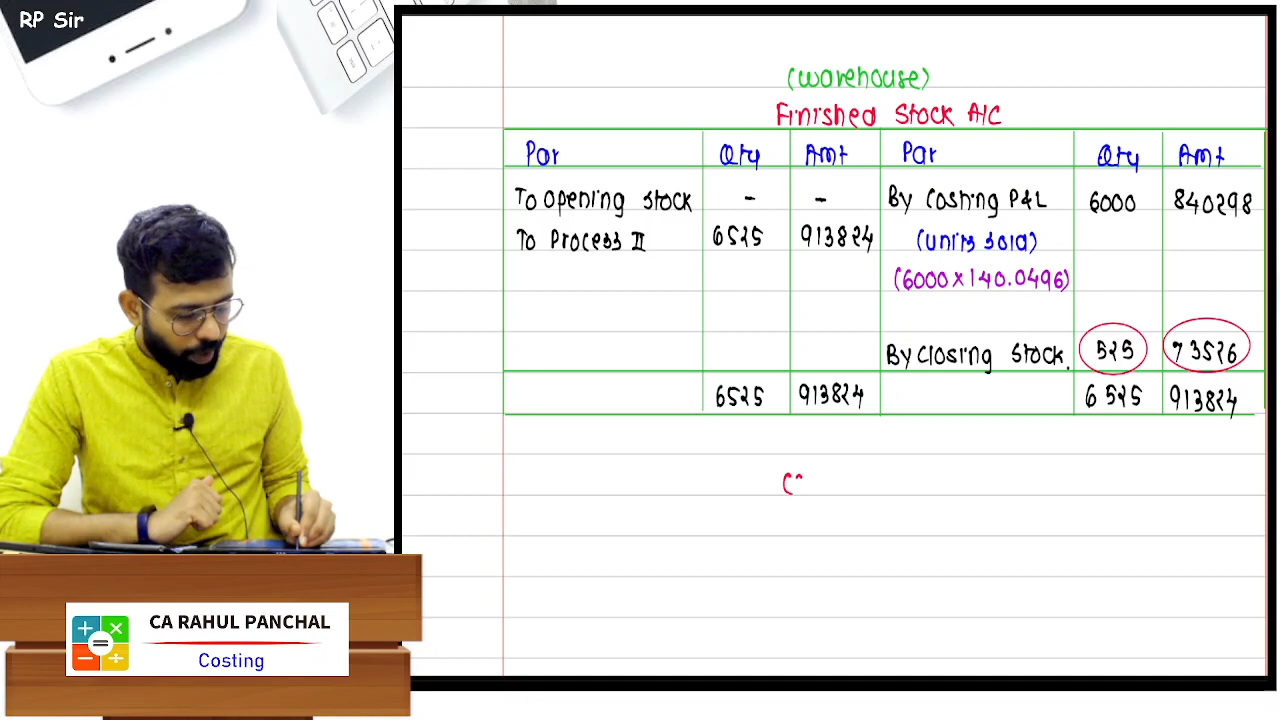 RP Sir
(Warehouse)
Finished Stock A/C
Par Qty Amt Par Qty Amt
To Opening Stock - - By Costing P&L 6000 840298
To Process II 6525 913824 (units sold)
(6000×140.0496)
By Closing Stock. 525 73526
6525 913824 6525 913824
(
CA RAHUL PANCHAL
Costing